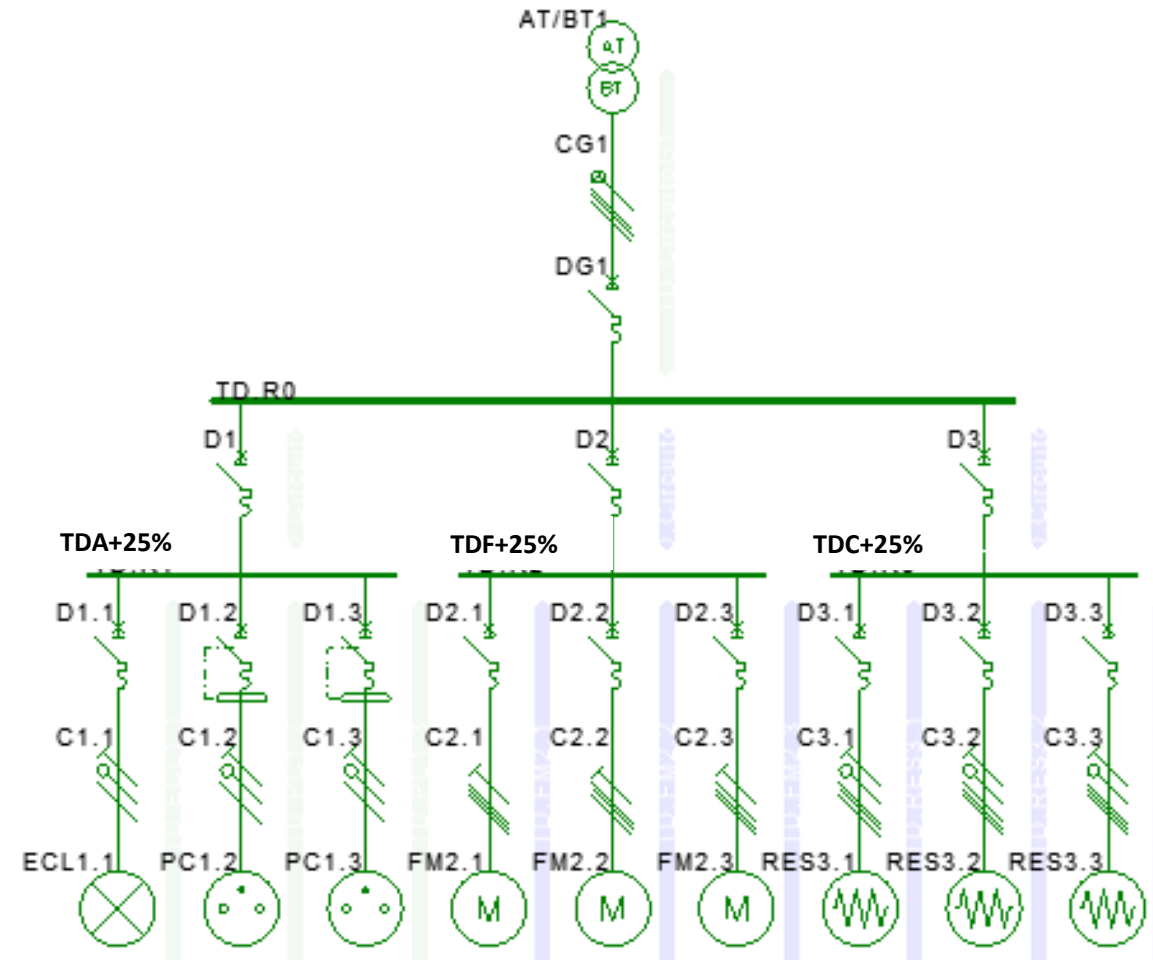 AT/BT1
AT
BT
CG1
DG1
TD.R0
D1 D2 D3
TDA+25% TDF+25% TDC+25%
D1.1 D1.2 D1.3 D2.1 D2.2 D2.3 D3.1 D3.2 D3.3
C1.1 C1.2 C1.3 C2.1 C2.2 C2.3 C3.1 C3.2 C3.3
ECL1.1 PC1.2 PC1.3 FM2.1 FM2.2 FM2.3 RES3.1 RES3.2 RES3.3
M M M